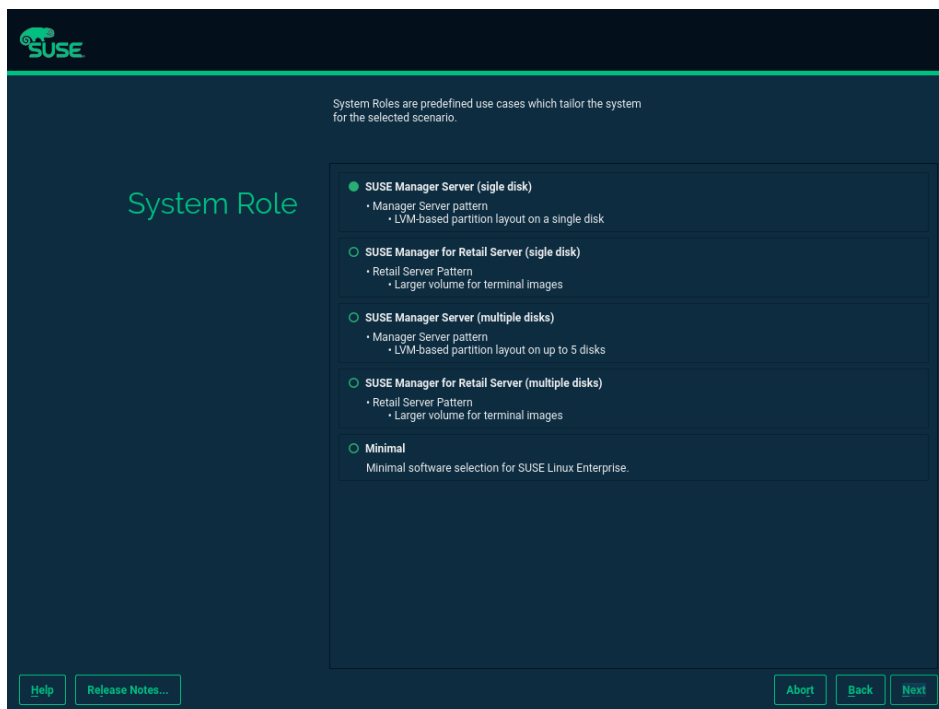 SUSE
System Roles are predefined use cases which tailor the system
for the selected scenario.
System Role
SUSE Manager Server (sigle disk)
• Manager Server pattern
• LVM-based partition layout on a single disk
SUSE Manager for Retail Server (sigle disk)
• Retail Server Pattern
• Larger volume for terminal images
SUSE Manager Server (multiple disks)
• Manager Server pattern
• LVM-based partition layout on up to 5 disks
SUSE Manager for Retail Server (multiple disks)
• Retail Server Pattern
• Larger volume for terminal images
Minimal
Minimal software selection for SUSE Linux Enterprise.
Help Release Notes... Abort Back Next